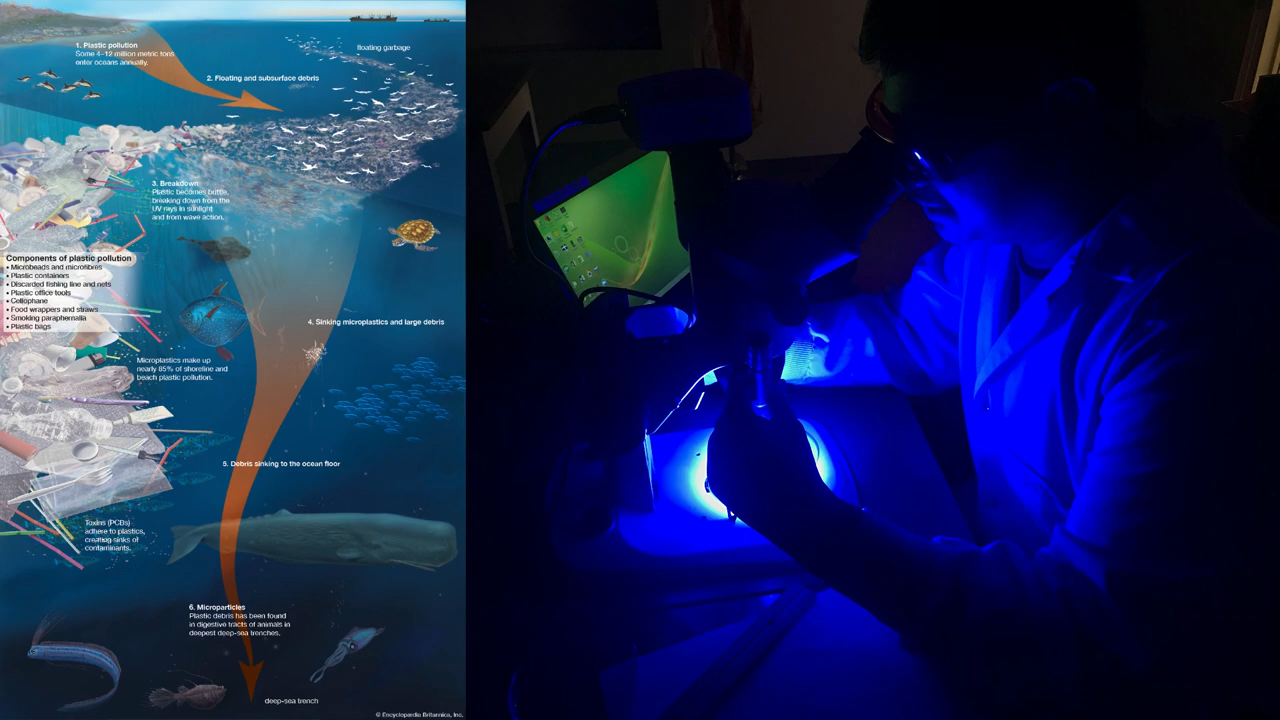 1. Plastic pollution
Some 4–12 million metric tons
enter oceans annually.
floating garbage
2. Floating and subsurface debris
3. Breakdown
Plastic becomes brittle,
breaking down from the
UV rays in sunlight
and from wave action.
Components of plastic pollution
• Microbeads and microfibres
• Plastic containers
• Discarded fishing line and nets
• Plastic office tools
• Cellophane
• Food wrappers and straws
• Smoking paraphernalia
• Plastic bags
4. Sinking microplastics and large debris
Microplastics make up
nearly 85% of shoreline and
beach plastic pollution.
5. Debris sinking to the ocean floor
Toxins (PCBs)
adhere to plastics,
creating sinks of
contaminants.
6. Microparticles
Plastic debris has been found
in digestive tracts of animals in
deepest deep-sea trenches.
deep-sea trench
© Encyclopædia Britannica, Inc.